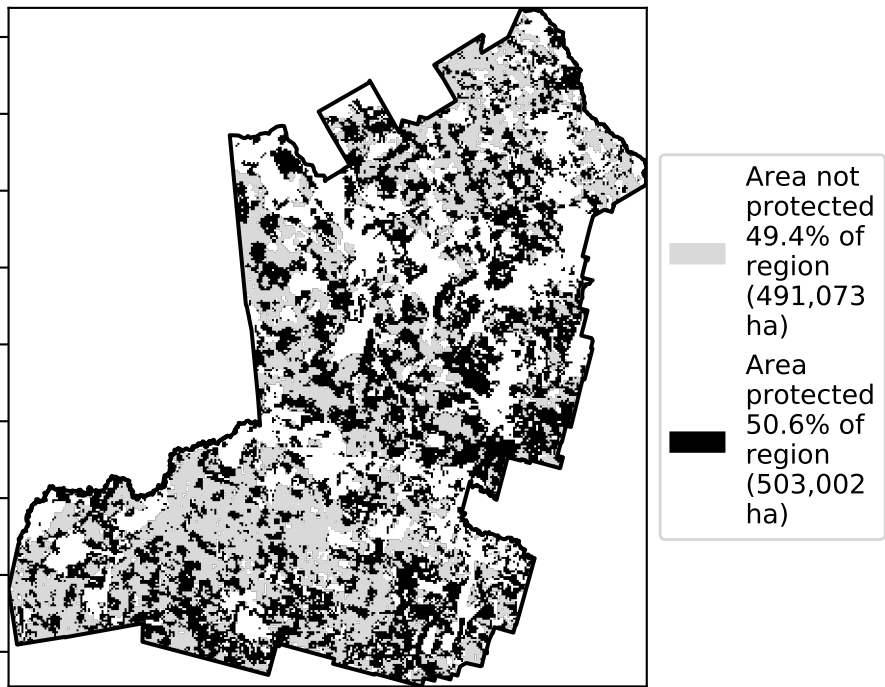 Area not
protected
49.4% of
region
(491,073
ha)
Area
protected
50.6% of
region
(503,002
ha)